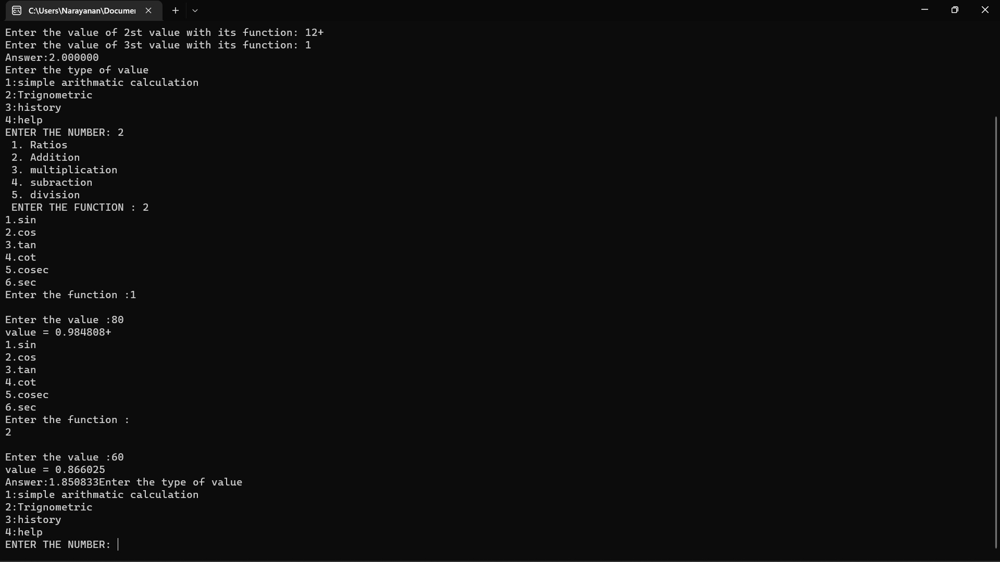 C:\Users\Narayanan\Documei
Enter the value of 2st value with its function: 12+
Enter the value of 3st value with its function: 1
Answer:2.000000
Enter the type of value
1:simple arithmatic calculation
2:Trignometric
3:history
4:help
ENTER THE NUMBER: 2
1. Ratios
2. Addition
3. multiplication
4. subraction
5. division
ENTER THE FUNCTION : 2
1.sin
2.cos
3.tan
4.cot
5.cosec
6.sec
Enter the function :1
Enter the value :80
value = 0.984808+
1.sin
2.cos
3.tan
4.cot
5.cosec
6.sec
Enter the function :
2
Enter the value :60
value = 0.866025
Answer:1.850833Enter the type of value
1:simple arithmatic calculation
2:Trignometric
3:history
4:help
ENTER THE NUMBER: